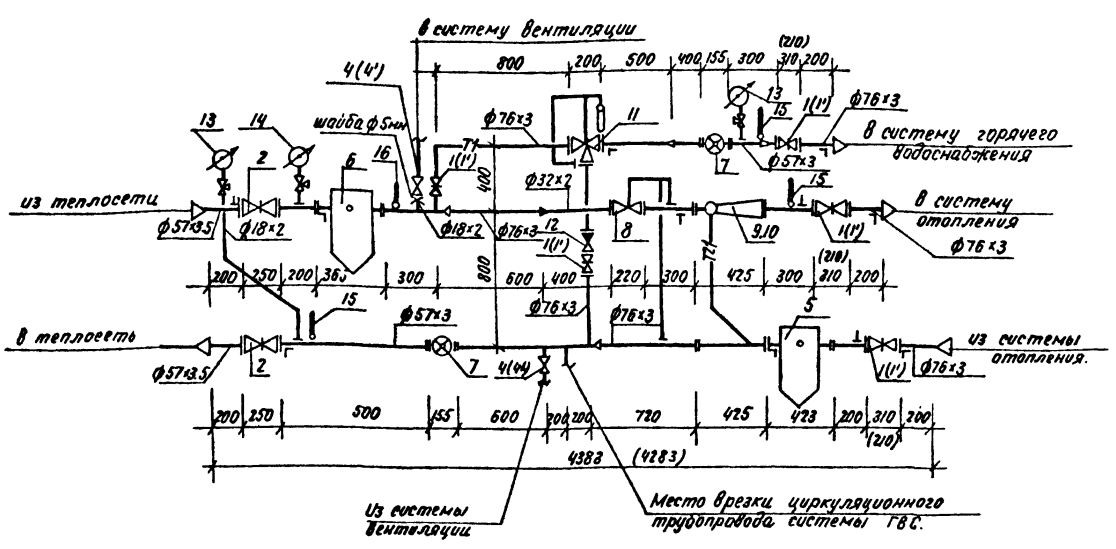 в систему вентиляции
(210)
800 200 500 400 155 300 310 200
4(4')
13 14 2 6 16
шайба ф5мм
ф76×3
1(1')
11
7
13
15
1(1')
ф76×3
ф57×3
В систему горячего
водоснабжения
400
из теплосети
ф57×3.5
ф18×2
ф18×2
ф76×3
ф32×2
12
1(1')
8
9,10
15
1(1')
В систему
отопления
ф76×3
(210)
200 250 200 365 300 600 400 220 300 425 300 310 200
800
15
ф57×3
ф76×3
ф76×3
5
в теплосеть
ф57×3.5
2
7
4(4')
1(1')
ф76×3
из системы
отопления.
200 250 500 155 600 300 200 720 425 423 200 310 200
(210)
4383 (4283)
Из системы
вентиляции
Место врезки циркуляционного
трубопровода системы ГВС.